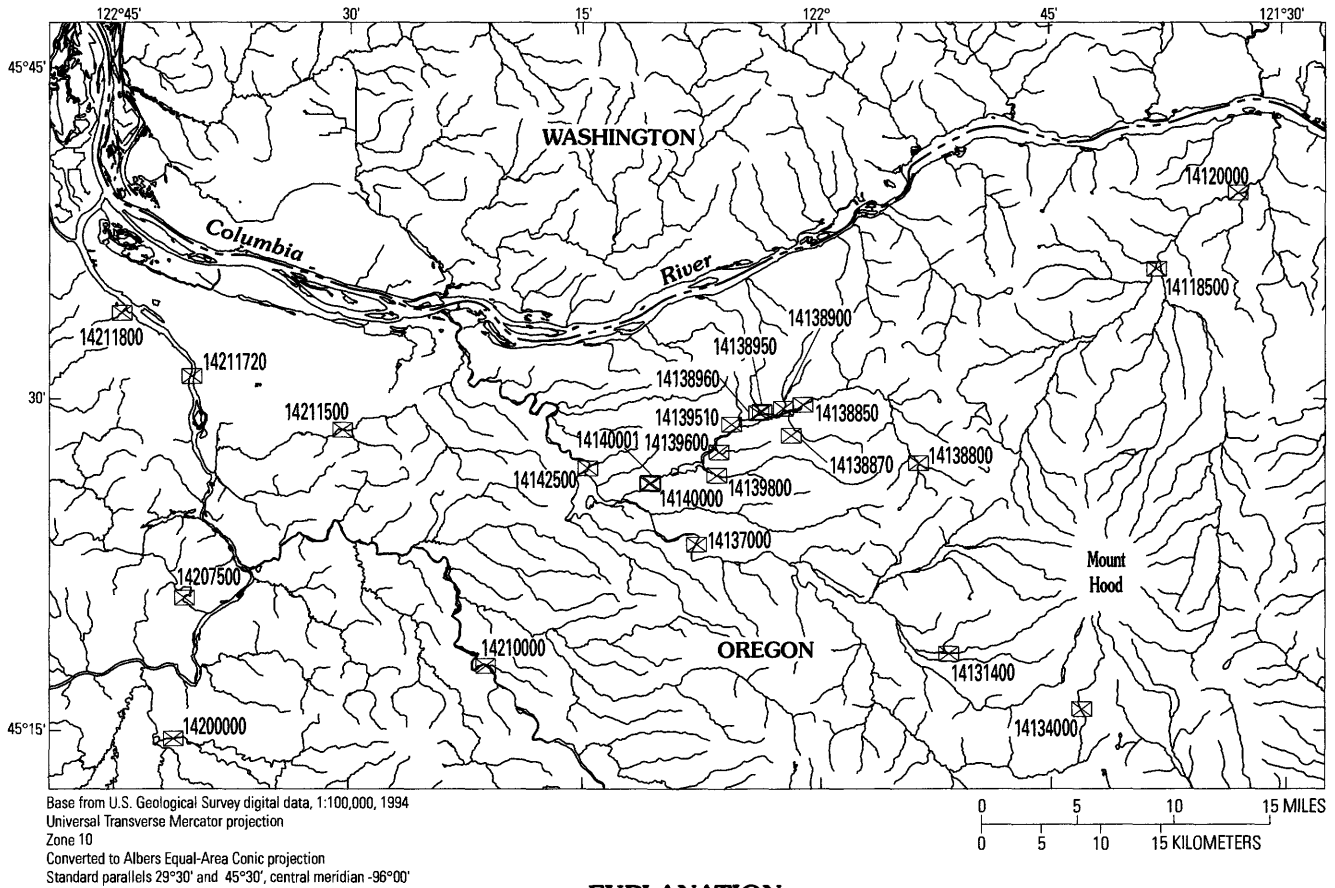 122°45' 30' 15' 122° 45' 121°30'
45°45'
WASHINGTON
14120000
Columbia
River
14118500
14138900
14211800
14138950
14211720
14138960
30'
14211500
14139510
14138850
14140001
14139600
14138870
14138800
14142500
14139800
14140000
14137000
Mount
Hood
14207500
14210000
OREGON
14131400
14200000
14134000
45°15'
Base from U.S. Geological Survey digital data, 1:100,000, 1994
Universal Transverse Mercator projection
Zone 10
Converted to Albers Equal-Area Conic projection
Standard parallels 29°30' and 45°30', central meridian -96°00'
0 5 10 15 MILES
0 5 10 15 KILOMETERS
EXPLANATION